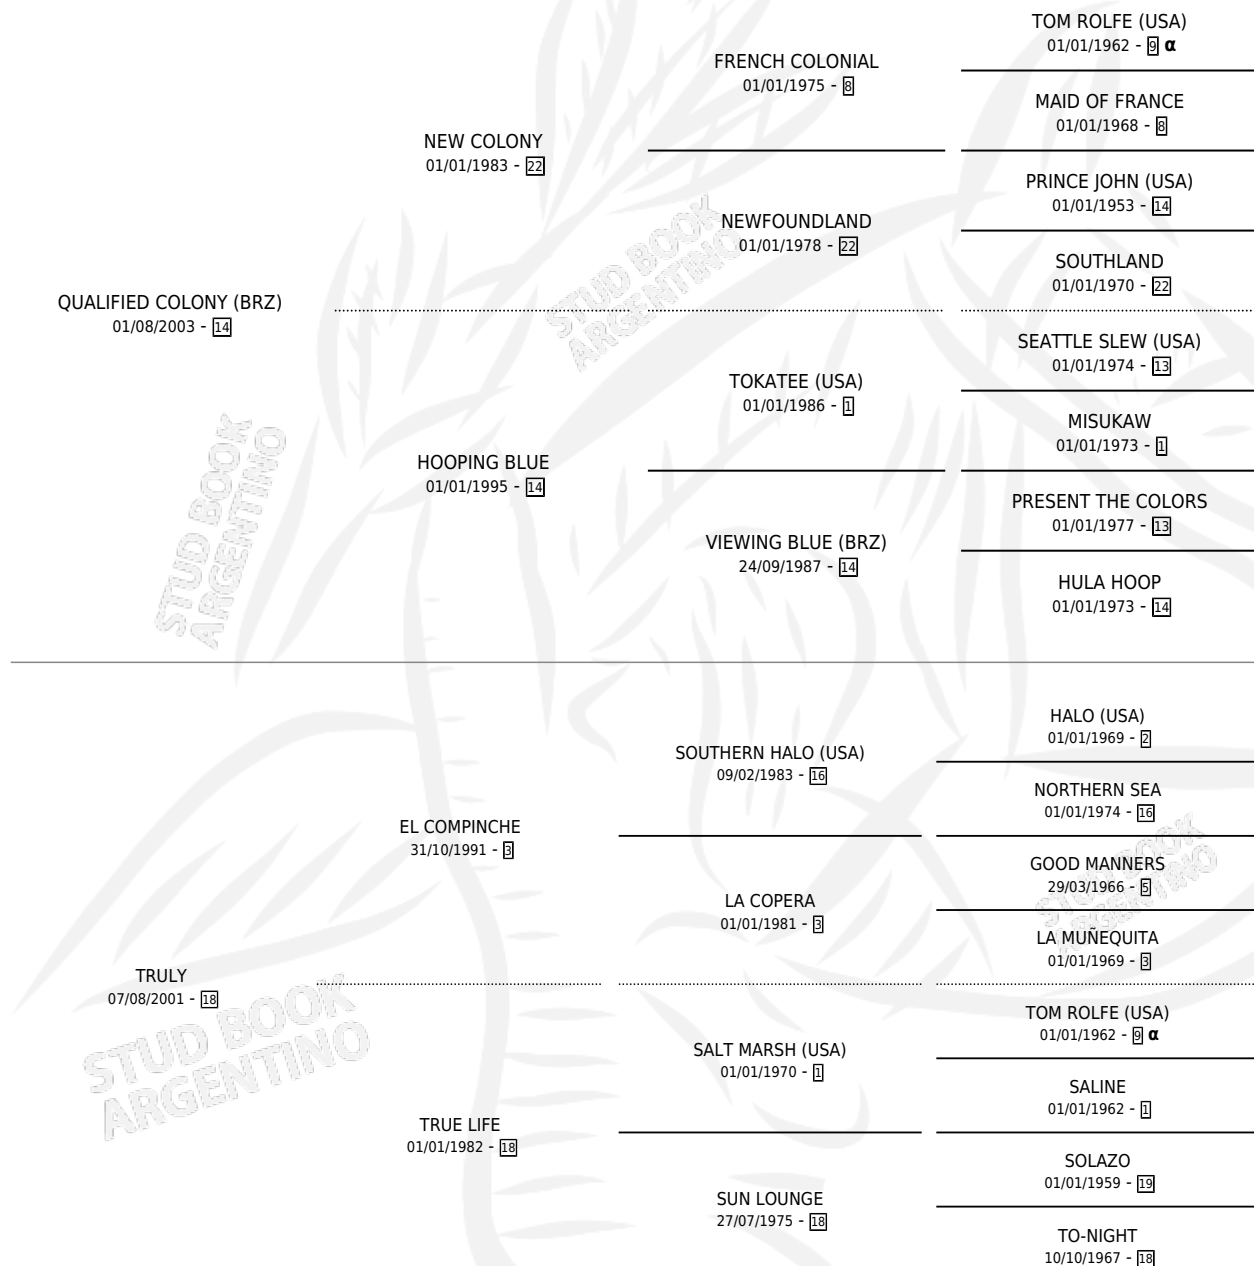 TOM ROLFE (USA)
01/01/1962 - 9 α
FRENCH COLONIAL
01/01/1975 - 8
MAID OF FRANCE
01/01/1968 - 8
NEW COLONY
01/01/1983 - 22
PRINCE JOHN (USA)
01/01/1953 - 14
NEWFOUNDLAND
01/01/1978 - 22
SOUTHLAND
01/01/1970 - 22
QUALIFIED COLONY (BRZ)
01/08/2003 - 14
SEATTLE SLEW (USA)
01/01/1974 - 13
TOKATEE (USA)
01/01/1986 - 1
MISUKAW
01/01/1973 - 1
HOOPING BLUE
01/01/1995 - 14
PRESENT THE COLORS
01/01/1977 - 13
VIEWING BLUE (BRZ)
24/09/1987 - 14
HULA HOOP
01/01/1973 - 14
HALO (USA)
01/01/1969 - 2
SOUTHERN HALO (USA)
09/02/1983 - 16
NORTHERN SEA
01/01/1974 - 16
EL COMPINCHE
31/10/1991 - 3
GOOD MANNERS
29/03/1966 - 5
LA COPERA
01/01/1981 - 3
LA MUÑEQUITA
01/01/1969 - 3
TRULY
07/08/2001 - 18
TOM ROLFE (USA)
01/01/1962 - 9 α
SALT MARSH (USA)
01/01/1970 - 1
SALINE
01/01/1962 - 1
TRUE LIFE
01/01/1982 - 18
SOLAZO
01/01/1959 - 19
SUN LOUNGE
27/07/1975 - 18
TO-NIGHT
10/10/1967 - 18
STUD BOOK
ARGENTINO
STUD BOOK
ARGENTINO
STUD BOOK
ARGENTINO
STUD BOOK
ARGENTINO